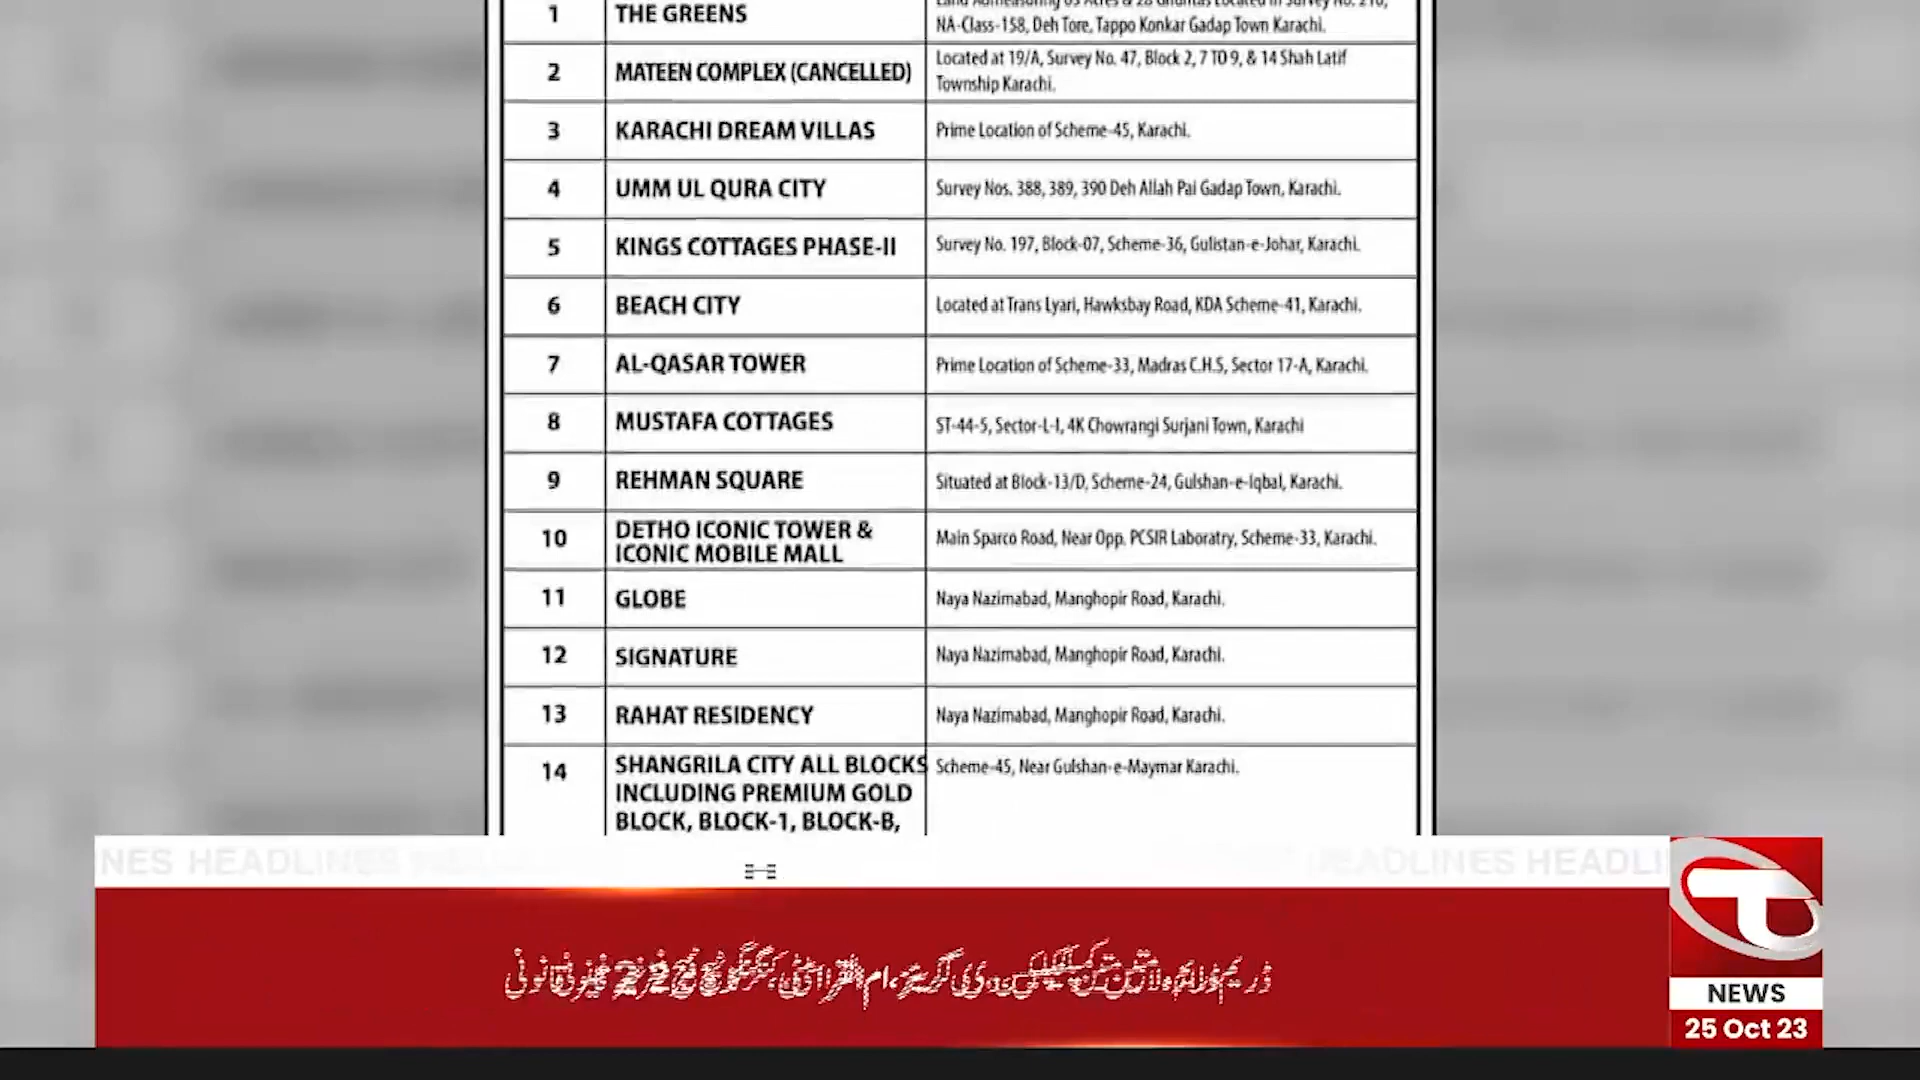 1 THE GREENS
NA-Class-158, Deh Tore, Tappo Konkar Gadap Town Karachi.
2 MATEEN COMPLEX (CANCELLED) Located at 19/A, Survey No. 47, Block 2, 7 TO 9, & 14 Shah Latif
Township Karachi.
3 KARACHI DREAM VILLAS Prime Location of Scheme-45, Karachi.
4 UMM UL QURA CITY Survey Nos. 388, 389, 390 Deh Allah Pai Gadap Town, Karachi.
5 KINGS COTTAGES PHASE-II Survey No. 197, Block-07, Scheme-36, Gulistan-e-Johar, Karachi.
6 BEACH CITY Located at Trans Lyari, Hawksbay Road, KDA Scheme-41, Karachi.
7 AL-QASAR TOWER Prime Location of Scheme-33, Madras C.H.S, Sector 17-A, Karachi.
8 MUSTAFA COTTAGES ST-44-5, Sector-L-I, 4K Chowrangi Surjani Town, Karachi
9 REHMAN SQUARE Situated at Block-13/D, Scheme-24, Gulshan-e-Iqbal, Karachi.
10 DETHO ICONIC TOWER &
ICONIC MOBILE MALL Main Sparco Road, Near Opp. PCSIR Laboratry, Scheme-33, Karachi.
11 GLOBE Naya Nazimabad, Manghopir Road, Karachi.
12 SIGNATURE Naya Nazimabad, Manghopir Road, Karachi.
13 RAHAT RESIDENCY Naya Nazimabad, Manghopir Road, Karachi.
14 SHANGRILA CITY ALL BLOCKS Scheme-45, Near Gulshan-e-Maymar Karachi.
INCLUDING PREMIUM GOLD
BLOCK, BLOCK-1, BLOCK-B,
HEADLINES
HEADLINES
NEWS
25 Oct 23